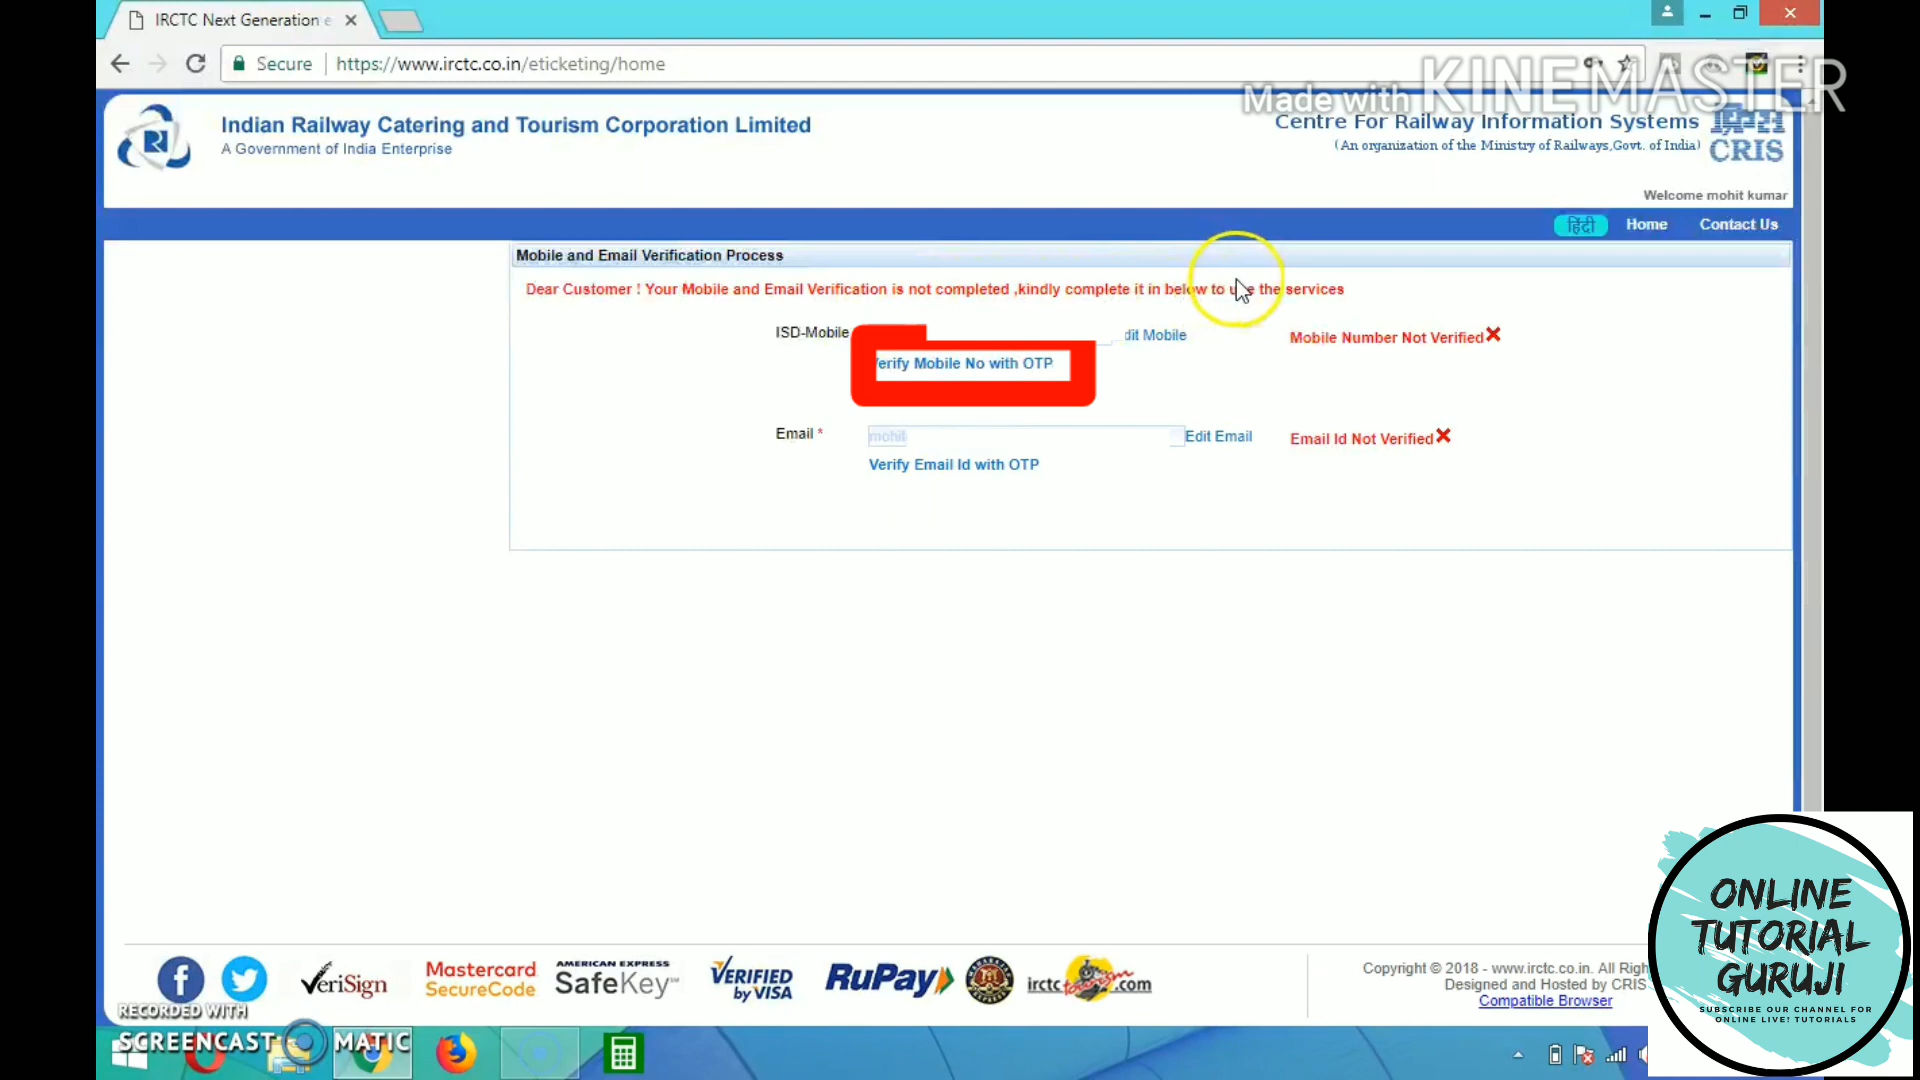 IRCTC Next Generation e
Secure
https://www.irctc.co.in/eticketing/home
Made with KINEMASTER
Indian Railway Catering and Tourism Corporation Limited
A Government of India Enterprise
Centre For Railway Information Systems
(An organization of the Ministry of Railways,Govt. of India)
CRIS
Welcome mohit kumar
हिंदी Home Contact Us
Mobile and Email Verification Process
Dear Customer ! Your Mobile and Email Verification is not completed ,kindly complete it in below to use the services
ISD-Mobile
dit Mobile
Mobile Number Not Verified
erify Mobile No with OTP
Email *
mohit
Edit Email
Email Id Not Verified
Verify Email Id with OTP
VeriSign
Mastercard
SecureCode
AMERICAN EXPRESS
SafeKey
VERIFIED
by VISA
RuPay
irctc tourism .com
Copyright © 2018 - www.irctc.co.in. All Righ
Designed and Hosted by CRIS
Compatible Browser
RECORDED WITH
SCREENCAST MATIC
ONLINE
TUTORIAL
GURUJI
SUBSCRIBE OUR CHANNEL FOR
ONLINE LIVE! TUTORIALS